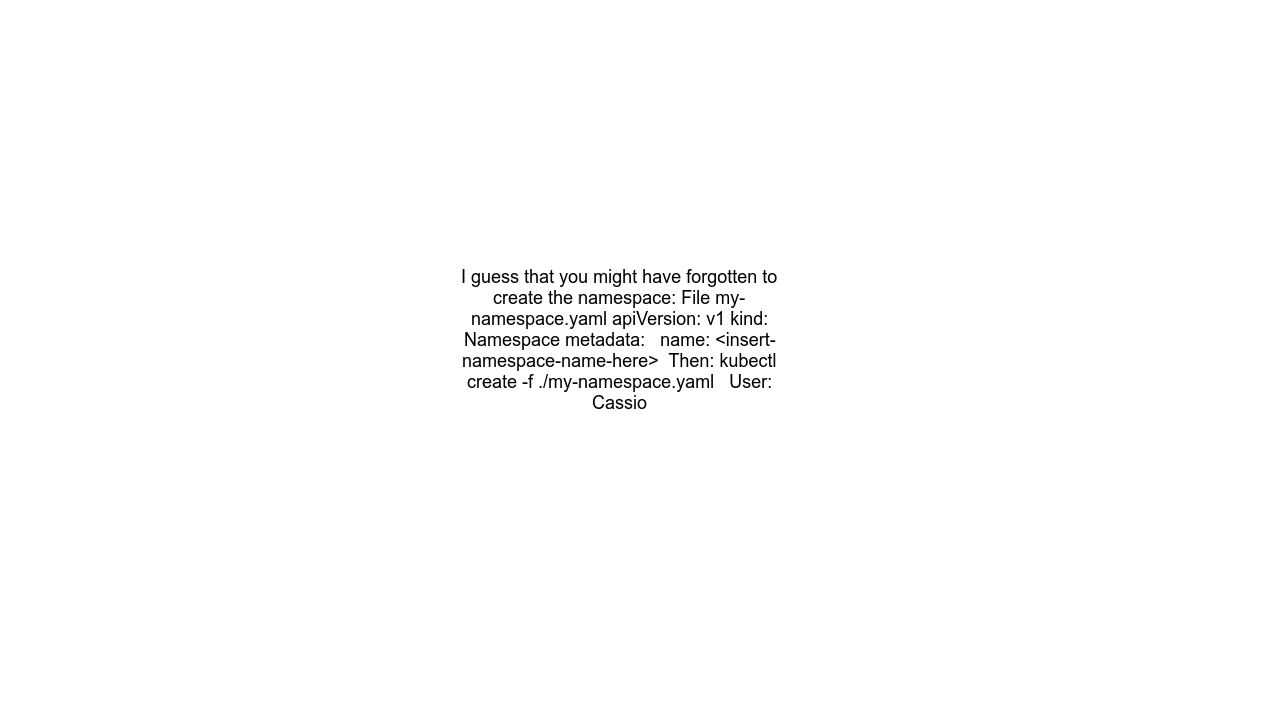 I guess that you might have forgotten to
create the namespace: File my-
namespace.yaml apiVersion: v1 kind:
Namespace metadata:   name: <insert-
namespace-name-here>  Then: kubectl
create -f ./my-namespace.yaml   User:
Cassio